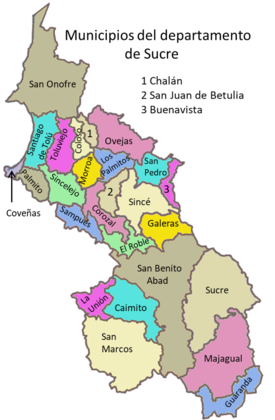 Municipios del departamento
de Sucre
1 Chalán
2 San Juan de Betulia
3 Buenavista
San Onofre
Santiago
de Tolú
Toluviejo
Colosó
1
Ovejas
Morroa
Los
Palmitos
San
Pedro
3
Palmito
Coveñas
Sincelejo
2
Sincé
Sampués
Corozal
Galeras
El Roble
San Benito
Abad
Sucre
La
Unión
Caimito
San
Marcos
Majagual
Guaranda